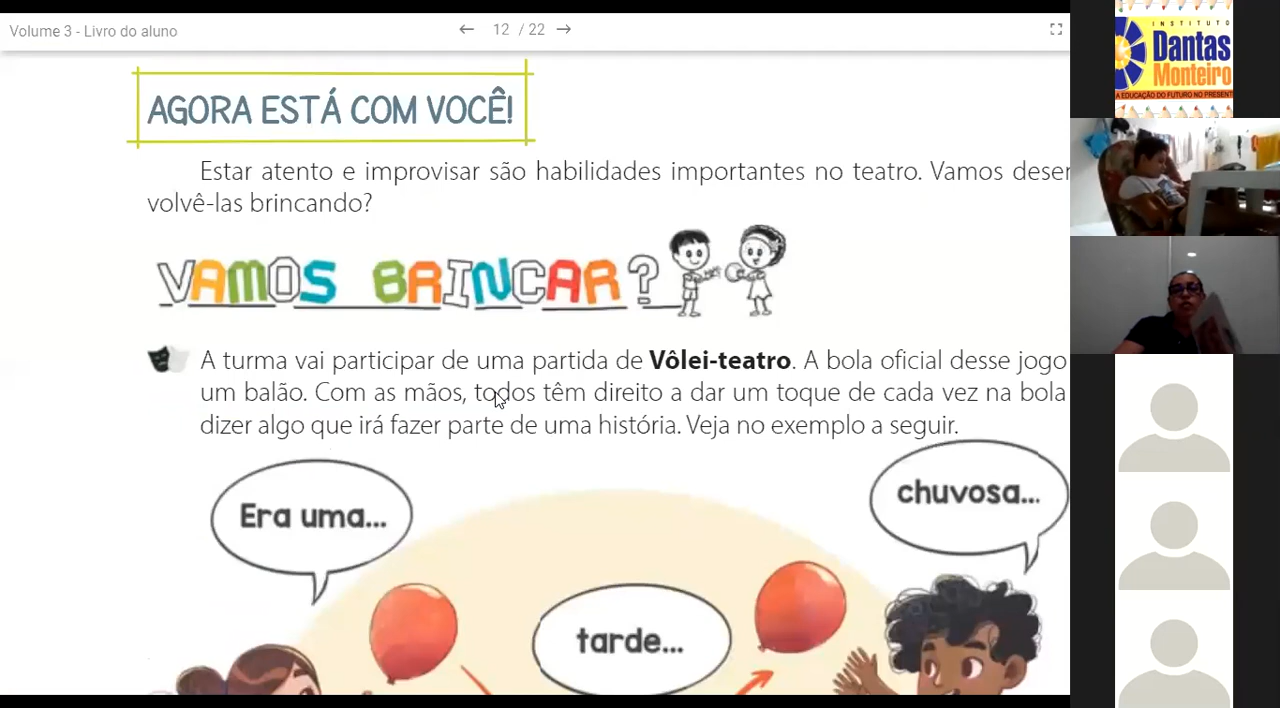 Volume 3 - Livro do aluno
12 / 22
AGORA ESTÁ COM VOCÊ!
Estar atento e improvisar são habilidades importantes no teatro. Vamos desen
volvê-las brincando?
VAMOS BRINCAR?
A turma vai participar de uma partida de Vôlei-teatro. A bola oficial desse jogo
um balão. Com as mãos, todos têm direito a dar um toque de cada vez na bola
dizer algo que irá fazer parte de uma história. Veja no exemplo a seguir.
Era uma...
chuvosa...
tarde...
INSTITUTO
Dantas
Monteiro
A EDUCAÇÃO DO FUTURO NO PRESENT